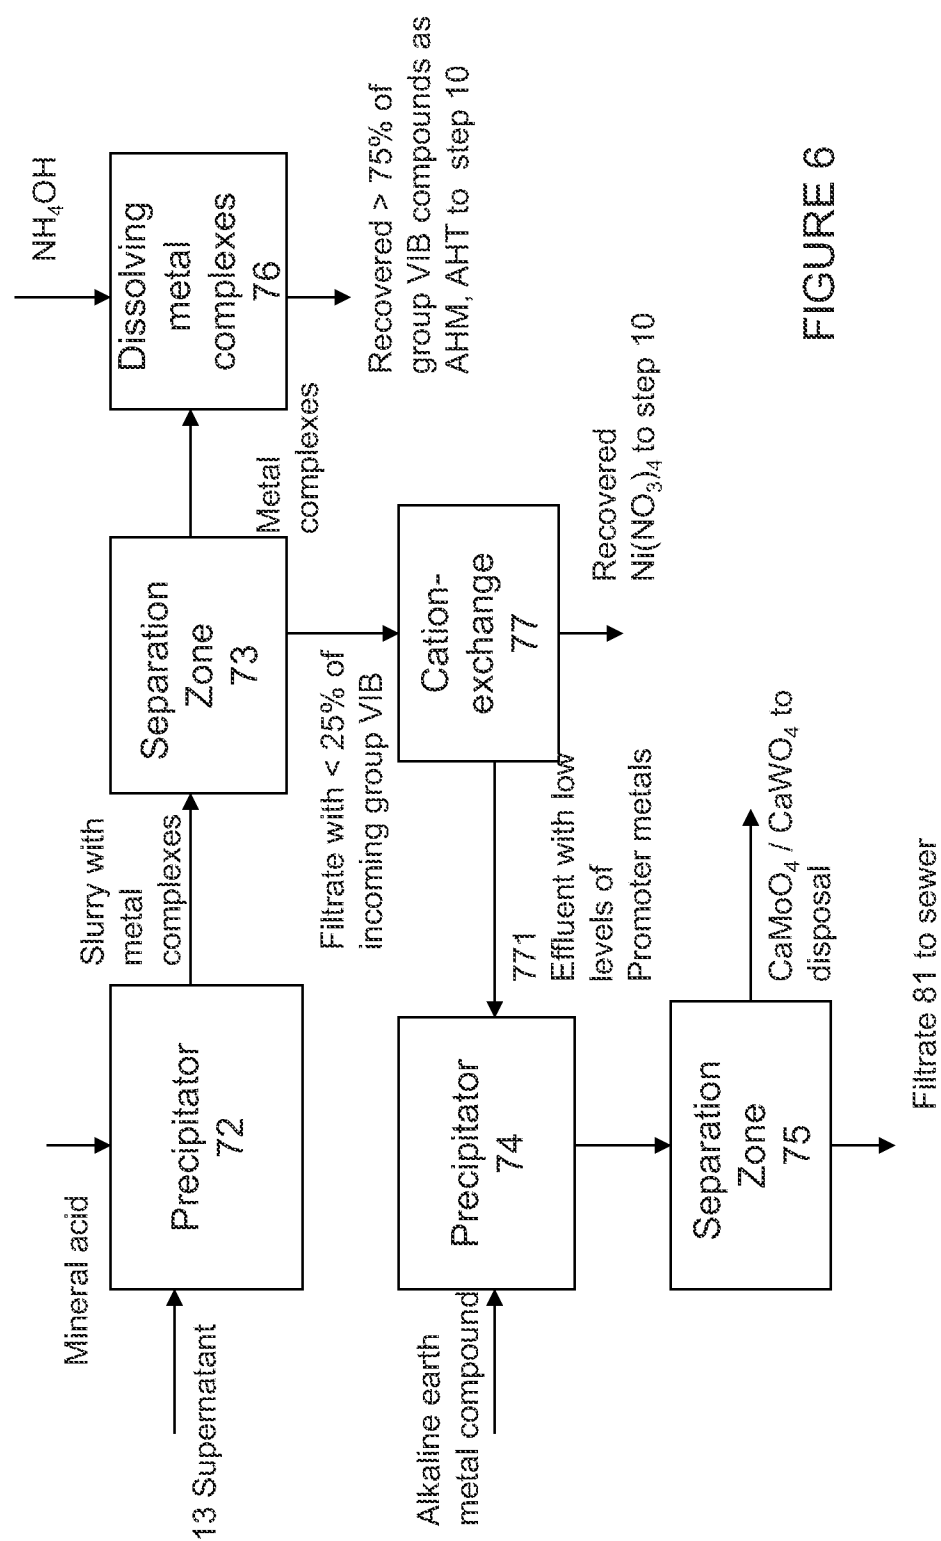 Mineral acid
13 Supernatant
Precipitator
72
Slurry with
metal
complexes
Separation
Zone
73
Metal
complexes
NH₄OH
Dissolving
metal
complexes
76
Recovered > 75% of
group VIB compounds as
AHM, AHT to step 10
Filtrate with < 25% of
incoming group VIB
Cation-
exchange
77
Recovered
Ni(NO₃)₄ to step 10
771
Effluent with low
levels of
Promoter metals
Alkaline earth
metal compound
Precipitator
74
Separation
Zone
75
CaMoO₄ / CaWO₄ to
disposal
Filtrate 81 to sewer
FIGURE 6